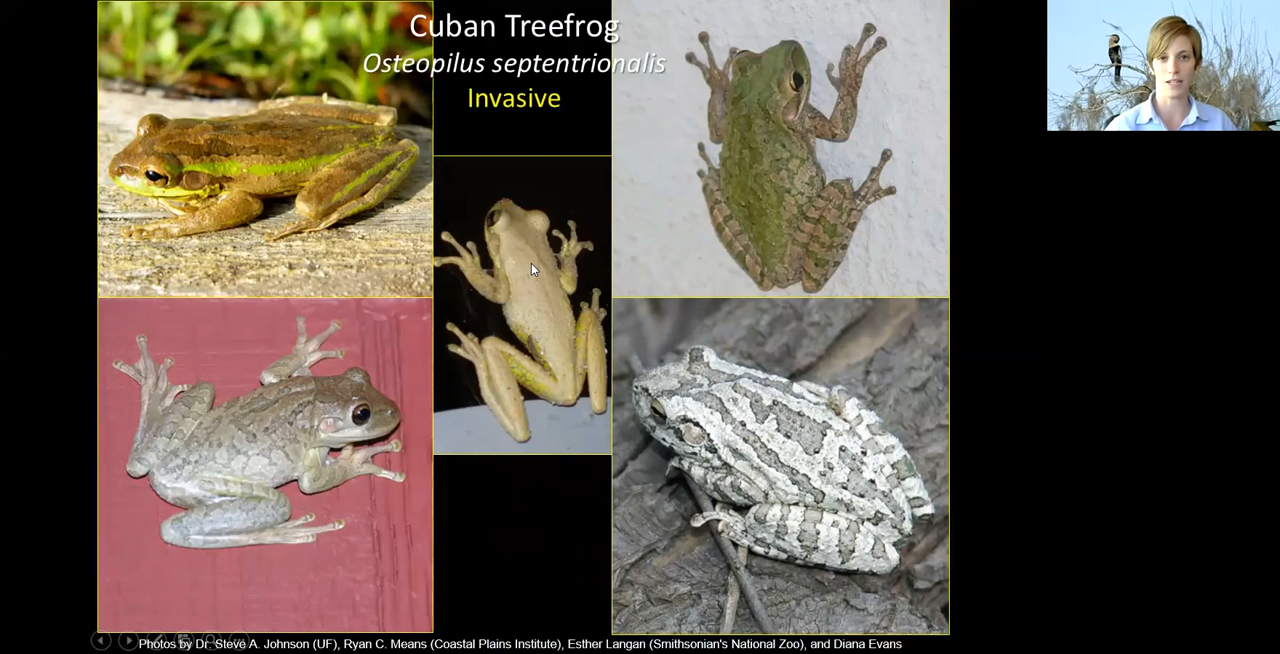 Cuban Treefrog
Osteopilus septentrionalis
Invasive
Photos by Dr. Steve A. Johnson (UF), Ryan C. Means (Coastal Plains Institute), Esther Langan (Smithsonian's National Zoo), and Diana Evans